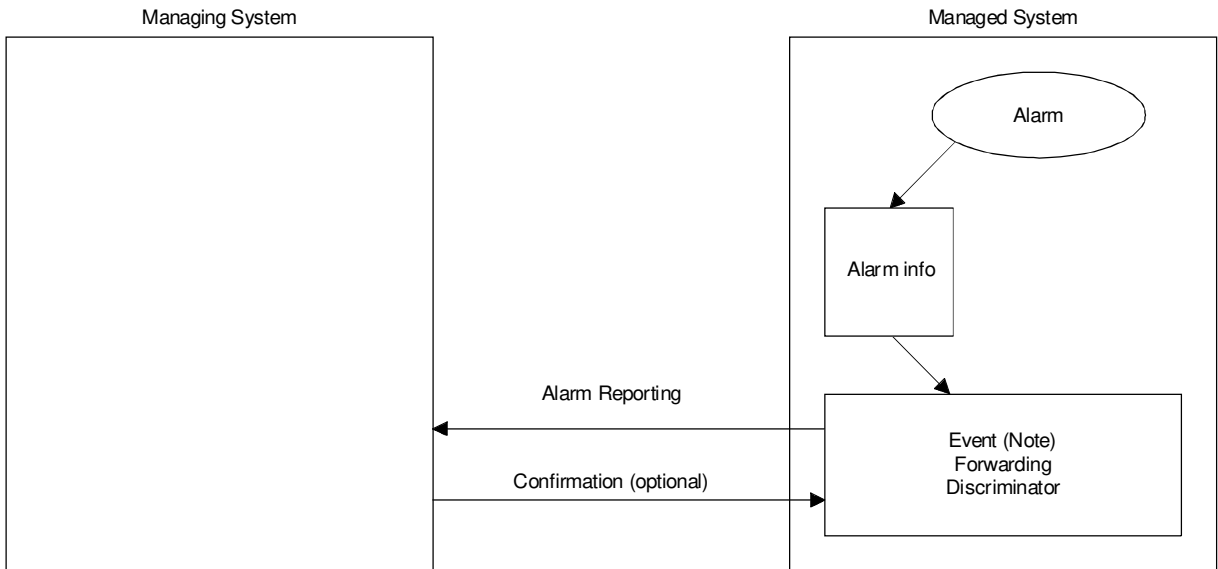 Managing System
Managed System
Alarm
Alarm info
Alarm Reporting
Event (Note)
Forwarding
Discriminator
Confirmation (optional)